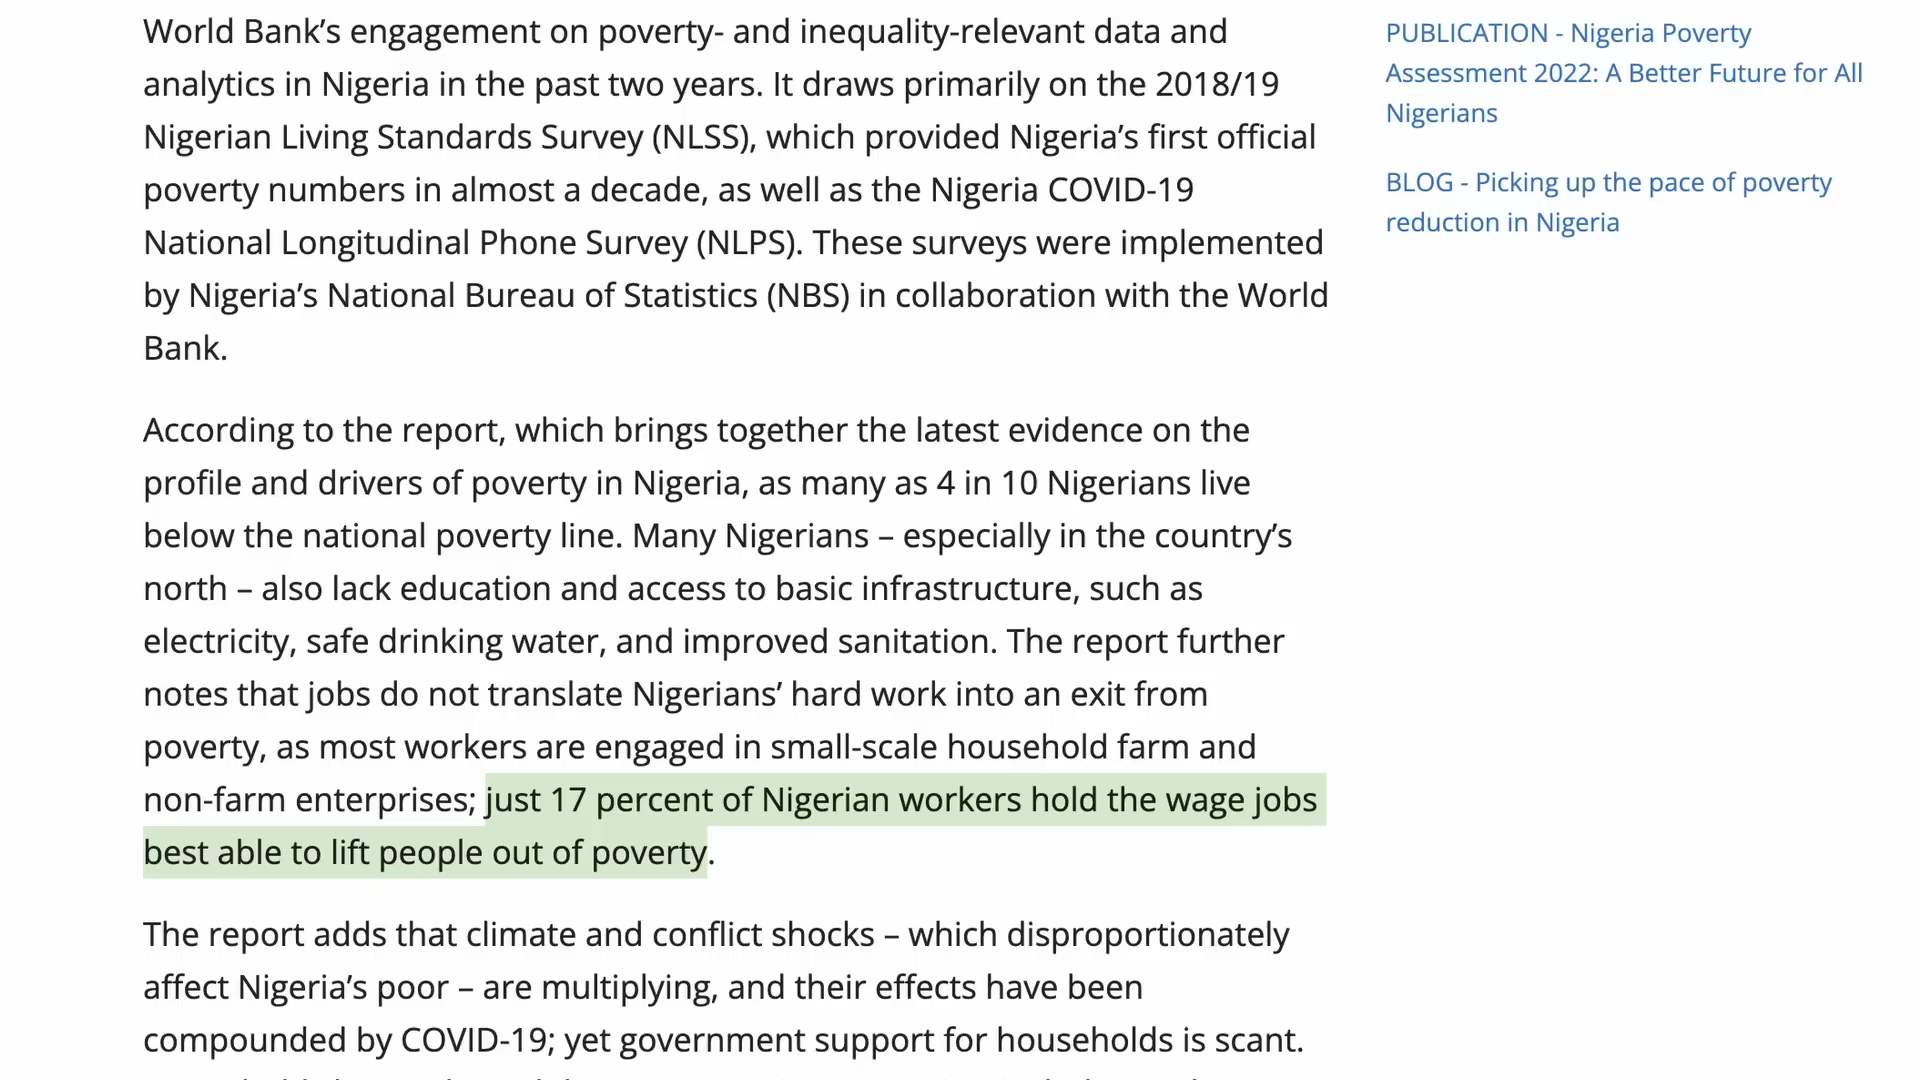 World Bank’s engagement on poverty- and inequality-relevant data and
analytics in Nigeria in the past two years. It draws primarily on the 2018/19
Nigerian Living Standards Survey (NLSS), which provided Nigeria’s first official
poverty numbers in almost a decade, as well as the Nigeria COVID-19
National Longitudinal Phone Survey (NLPS). These surveys were implemented
by Nigeria’s National Bureau of Statistics (NBS) in collaboration with the World
Bank.
According to the report, which brings together the latest evidence on the
profile and drivers of poverty in Nigeria, as many as 4 in 10 Nigerians live
below the national poverty line. Many Nigerians – especially in the country’s
north – also lack education and access to basic infrastructure, such as
electricity, safe drinking water, and improved sanitation. The report further
notes that jobs do not translate Nigerians’ hard work into an exit from
poverty, as most workers are engaged in small-scale household farm and
non-farm enterprises; just 17 percent of Nigerian workers hold the wage jobs
best able to lift people out of poverty.
The report adds that climate and conflict shocks – which disproportionately
affect Nigeria’s poor – are multiplying, and their effects have been
compounded by COVID-19; yet government support for households is scant.
PUBLICATION - Nigeria Poverty
Assessment 2022: A Better Future for All
Nigerians
BLOG - Picking up the pace of poverty
reduction in Nigeria